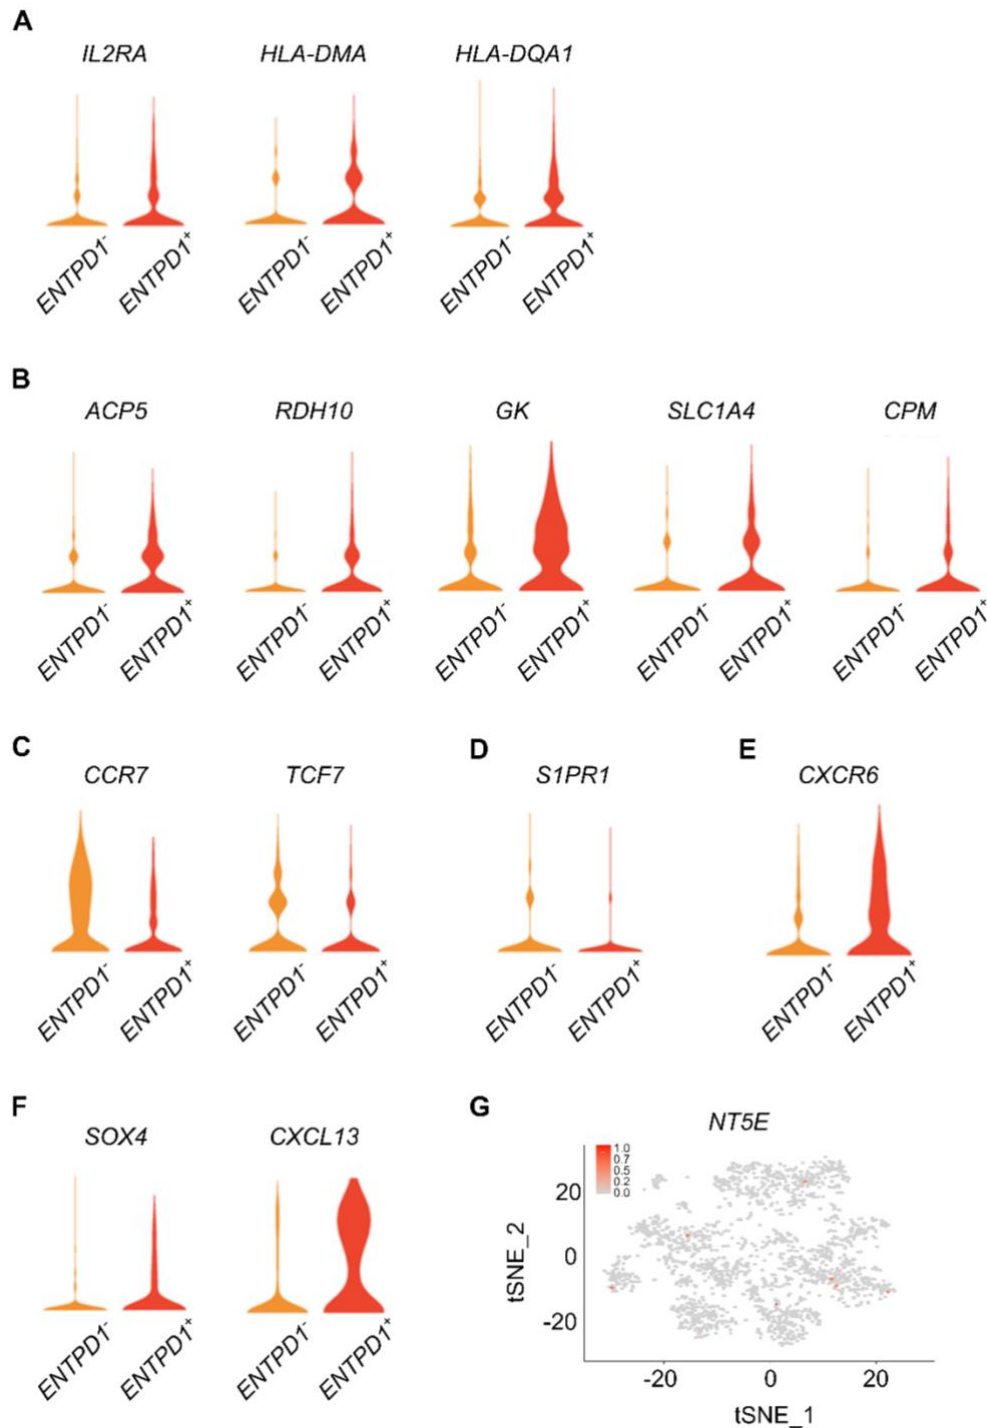 A
IL2RA HLA-DMA HLA-DQA1
ENTPD1- ENTPD1+ ENTPD1- ENTPD1+ ENTPD1- ENTPD1+
B
ACP5 RDH10 GK SLC1A4 CPM
ENTPD1- ENTPD1+ ENTPD1- ENTPD1+ ENTPD1- ENTPD1+ ENTPD1- ENTPD1+ ENTPD1- ENTPD1+
C D E
CCR7 TCF7 S1PR1 CXCR6
ENTPD1- ENTPD1+ ENTPD1- ENTPD1+ ENTPD1- ENTPD1+ ENTPD1- ENTPD1+
F G
SOX4 CXCL13 NT5E
ENTPD1- ENTPD1+ ENTPD1- ENTPD1+
1.0
0.7
0.5
0.2
0.0
20
0
-20
tSNE_2
-20 0 20
tSNE_1